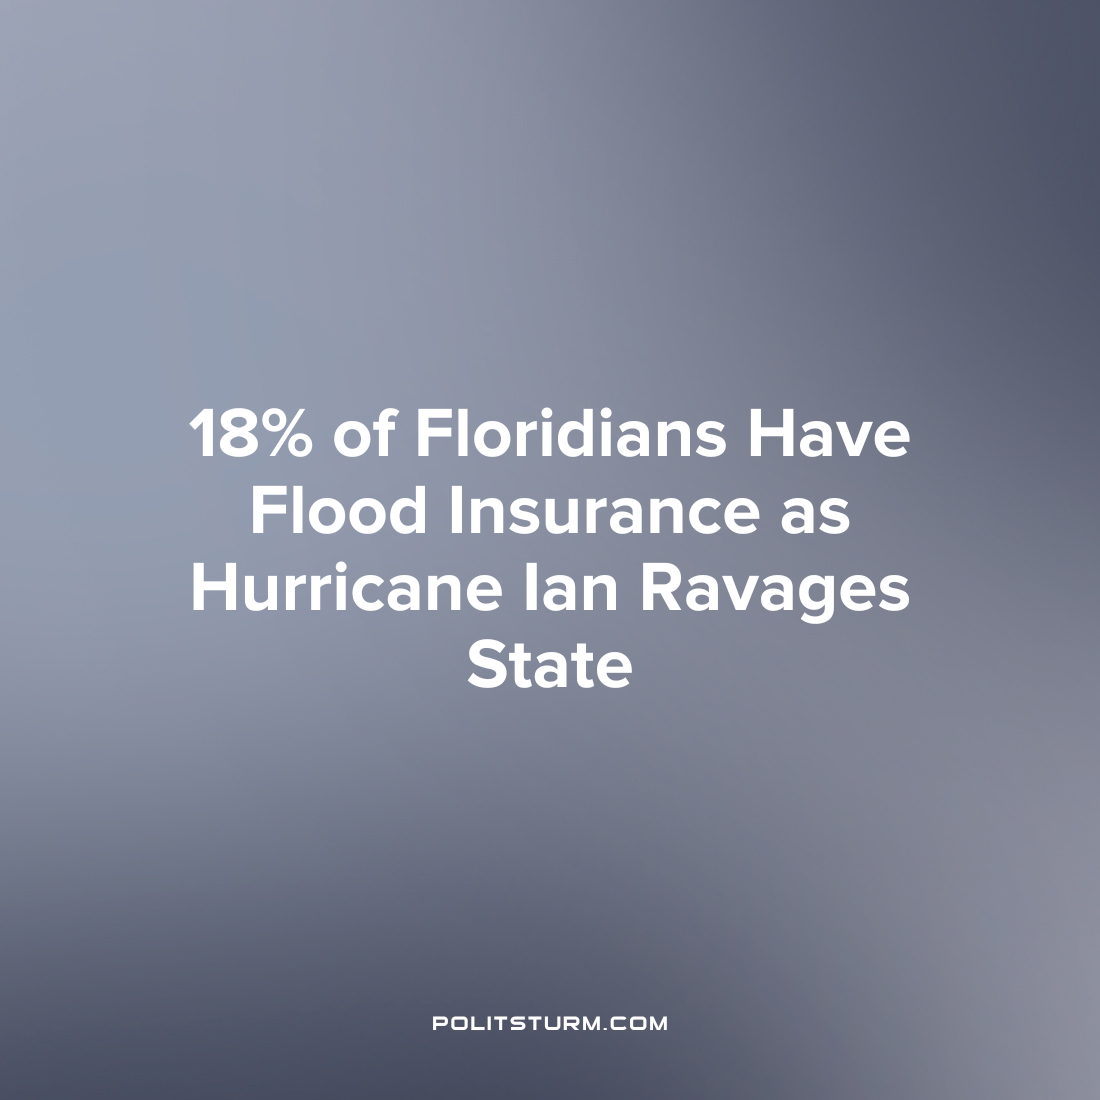 18% of Floridians Have
Flood Insurance as
Hurricane Ian Ravages
State
POLITSTURM.COM